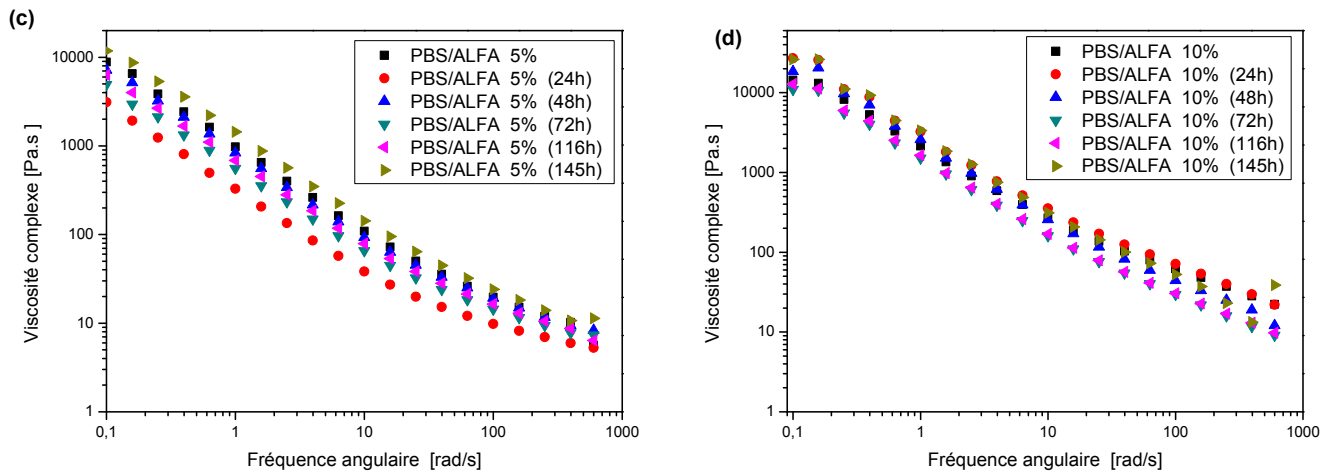 (c)
Viscosité complexe [Pa.s]
10000
1000
100
10
1
PBS/ALFA 5%
PBS/ALFA 5% (24h)
PBS/ALFA 5% (48h)
PBS/ALFA 5% (72h)
PBS/ALFA 5% (116h)
PBS/ALFA 5% (145h)
0,1 1 10 100 1000
Fréquence angulaire [rad/s]
(d)
Viscosité complexe [Pa.s]
10000
1000
100
10
1
PBS/ALFA 10%
PBS/ALFA 10% (24h)
PBS/ALFA 10% (48h)
PBS/ALFA 10% (72h)
PBS/ALFA 10% (116h)
PBS/ALFA 10% (145h)
0,1 1 10 100 1000
Fréquence angulaire [rad/s]